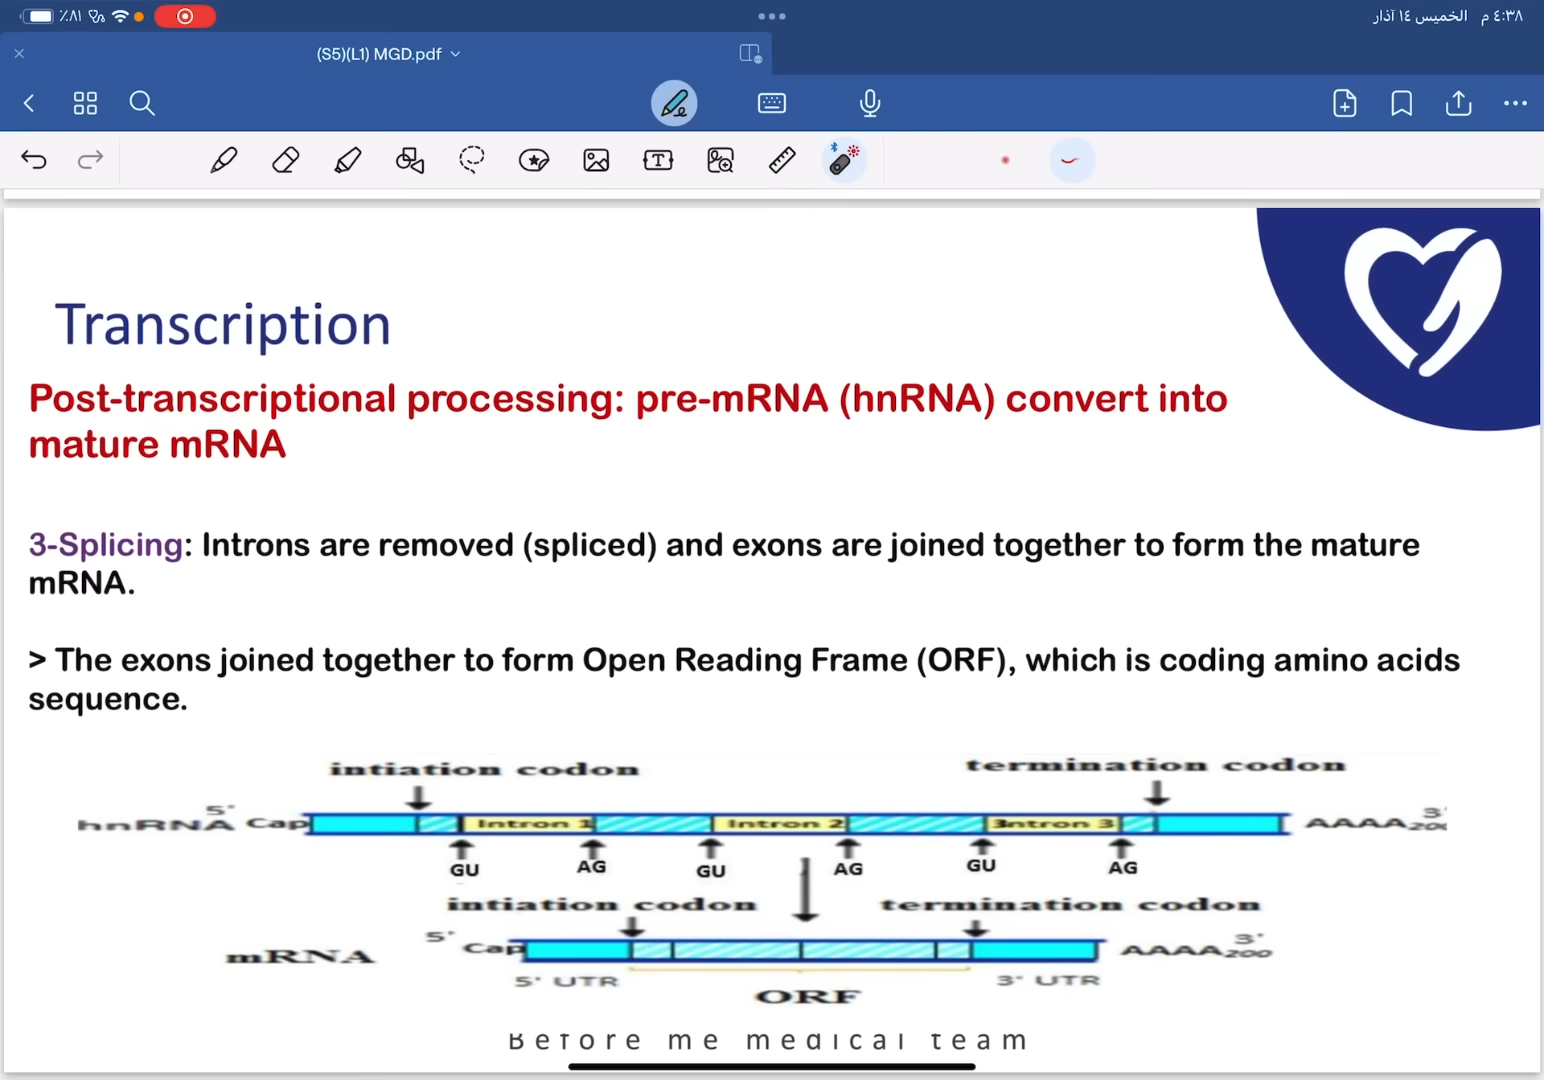 ٪٨١
٤:٣٨ م الخميس ١٤ آذار
(S5)(L1) MGD.pdf
Transcription
Post-transcriptional processing: pre-mRNA (hnRNA) convert into
mature mRNA
3-Splicing: Introns are removed (spliced) and exons are joined together to form the mature
mRNA.
> The exons joined together to form Open Reading Frame (ORF), which is coding amino acids
sequence.
intiation codon termination codon
hnRNA 5' Cap Intron 1 Intron 2 3ntron 3 AAAA 3'
GU AG GU AG GU AG
intiation codon termination codon
mRNA 5' Cap AAAA200 3'
5' UTR 3' UTR
ORF
Before me medical team